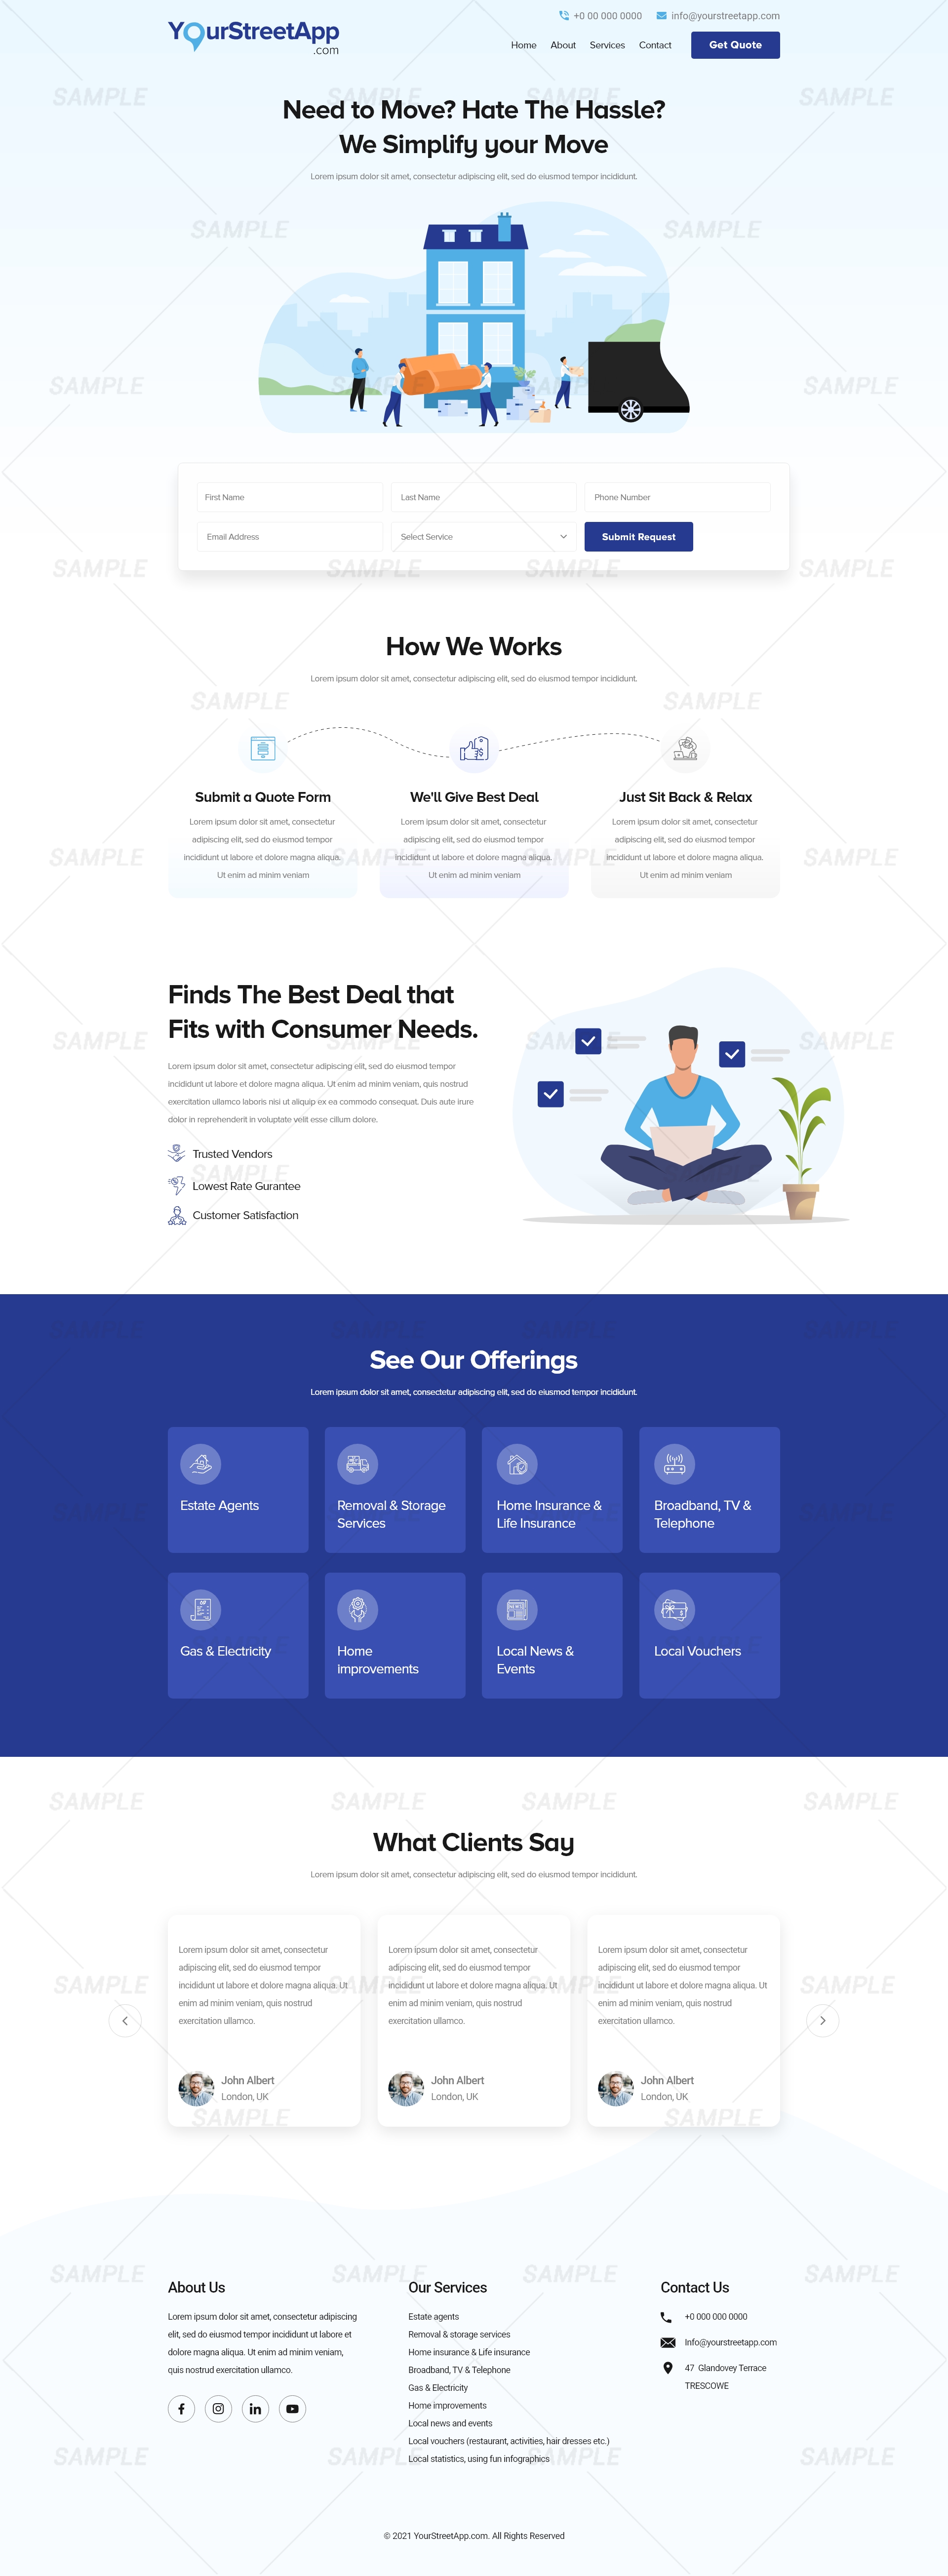 YourStreetApp
.com
+0 00 000 0000 info@yourstreetapp.com
Home About Services Contact Get Quote
Need to Move? Hate The Hassle?
We Simplify your Move
Lorem ipsum dolor sit amet, consectetur adipiscing elit, sed do eiusmod tempor incididunt.
First Name Last Name Phone Number
Email Address Select Service Submit Request
How We Works
Lorem ipsum dolor sit amet, consectetur adipiscing elit, sed do eiusmod tempor incididunt.
Submit a Quote Form
Lorem ipsum dolor sit amet, consectetur
adipiscing elit, sed do eiusmod tempor
incididunt ut labore et dolore magna aliqua.
Ut enim ad minim veniam
We'll Give Best Deal
Lorem ipsum dolor sit amet, consectetur
adipiscing elit, sed do eiusmod tempor
incididunt ut labore et dolore magna aliqua.
Ut enim ad minim veniam
Just Sit Back & Relax
Lorem ipsum dolor sit amet, consectetur
adipiscing elit, sed do eiusmod tempor
incididunt ut labore et dolore magna aliqua.
Ut enim ad minim veniam
Finds The Best Deal that
Fits with Consumer Needs.
Lorem ipsum dolor sit amet, consectetur adipiscing elit, sed do eiusmod tempor
incididunt ut labore et dolore magna aliqua. Ut enim ad minim veniam, quis nostrud
exercitation ullamco laboris nisi ut aliquip ex ea commodo consequat. Duis aute irure
dolor in reprehenderit in voluptate velit esse cillum dolore.
Trusted Vendors
Lowest Rate Gurantee
Customer Satisfaction
See Our Offerings
Lorem ipsum dolor sit amet, consectetur adipiscing elit, sed do eiusmod tempor incididunt.
Estate Agents
Removal & Storage
Services
Home Insurance &
Life Insurance
Broadband, TV &
Telephone
Gas & Electricity
Home
improvements
Local News &
Events
Local Vouchers
What Clients Say
Lorem ipsum dolor sit amet, consectetur adipiscing elit, sed do eiusmod tempor incididunt.
Lorem ipsum dolor sit amet, consectetur
adipiscing elit, sed do eiusmod tempor
incididunt ut labore et dolore magna aliqua. Ut
enim ad minim veniam, quis nostrud
exercitation ullamco.
John Albert
London, UK
Lorem ipsum dolor sit amet, consectetur
adipiscing elit, sed do eiusmod tempor
incididunt ut labore et dolore magna aliqua. Ut
enim ad minim veniam, quis nostrud
exercitation ullamco.
John Albert
London, UK
Lorem ipsum dolor sit amet, consectetur
adipiscing elit, sed do eiusmod tempor
incididunt ut labore et dolore magna aliqua. Ut
enim ad minim veniam, quis nostrud
exercitation ullamco.
John Albert
London, UK
About Us
Lorem ipsum dolor sit amet, consectetur adipiscing
elit, sed do eiusmod tempor incididunt ut labore et
dolore magna aliqua. Ut enim ad minim veniam,
quis nostrud exercitation ullamco.
Our Services
Estate agents
Removal & storage services
Home insurance & Life insurance
Broadband, TV & Telephone
Gas & Electricity
Home improvements
Local news and events
Local vouchers (restaurant, activities, hair dresses etc.)
Local statistics, using fun infographics
Contact Us
+0 000 000 0000
Info@yourstreetapp.com
47 Glandovey Terrace
TRESCOWE
© 2021 YourStreetApp.com. All Rights Reserved
SAMPLE